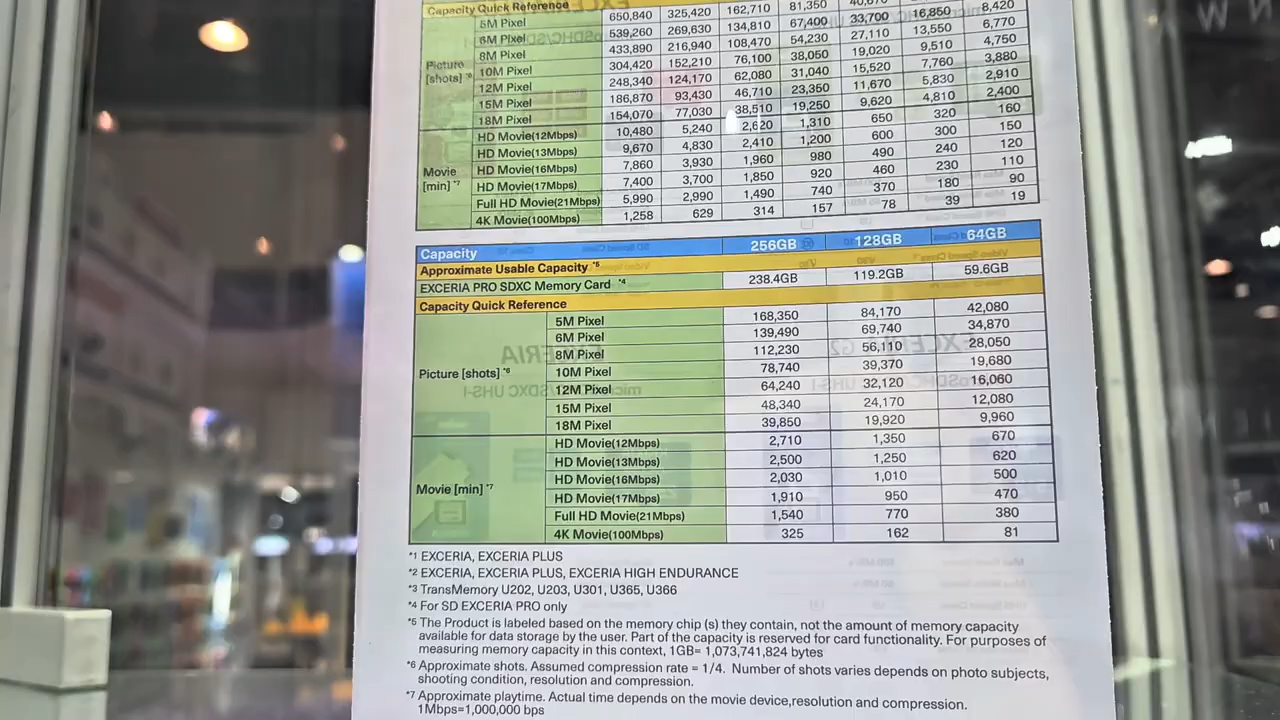 Capacity Quick Reference
5M Pixel 650,840 325,420 162,710 81,350
6M Pixel 539,260 269,630 134,810 67,400 33,700 16,850 8,420
8M Pixel 433,890 216,940 108,470 54,230 27,110 13,550 6,770
Picture [shots] *6
10M Pixel 304,420 152,210 76,100 38,050 19,020 9,510 4,750
12M Pixel 248,340 124,170 62,080 31,040 15,520 7,760 3,880
15M Pixel 186,870 93,430 46,710 23,350 11,670 5,830 2,910
18M Pixel 154,070 77,030 38,510 19,250 9,620 4,810 2,400
HD Movie(12Mbps) 10,480 5,240 2,620 1,310 650 320 160
HD Movie(13Mbps) 9,670 4,830 2,410 1,200 600 300 150
Movie [min] *7
HD Movie(16Mbps) 7,860 3,930 1,960 980 490 240 120
HD Movie(17Mbps) 7,400 3,700 1,850 920 460 230 110
Full HD Movie(21Mbps) 5,990 2,990 1,490 740 370 180 90
4K Movie(100Mbps) 1,258 629 314 157 78 39 19
Capacity 256GB 128GB 64GB
Approximate Usable Capacity *5
EXCERIA PRO SDXC Memory Card *4 238.4GB 119.2GB 59.6GB
Capacity Quick Reference
5M Pixel 168,350 84,170 42,080
6M Pixel 139,490 69,740 34,870
8M Pixel 112,230 56,110 28,050
Picture [shots] *6
10M Pixel 78,740 39,370 19,680
12M Pixel 64,240 32,120 16,060
15M Pixel 48,340 24,170 12,080
18M Pixel 39,850 19,920 9,960
HD Movie(12Mbps) 2,710 1,350 670
HD Movie(13Mbps) 2,500 1,250 620
HD Movie(16Mbps) 2,030 1,010 500
Movie [min] *7
HD Movie(17Mbps) 1,910 950 470
Full HD Movie(21Mbps) 1,540 770 380
4K Movie(100Mbps) 325 162 81
*1 EXCERIA, EXCERIA PLUS
*2 EXCERIA, EXCERIA PLUS, EXCERIA HIGH ENDURANCE
*3 TransMemory U202, U203, U301, U365, U366
*4 For SD EXCERIA PRO only
*5 The Product is labeled based on the memory chip (s) they contain, not the amount of memory capacity
available for data storage by the user. Part of the capacity is reserved for card functionality. For purposes of
measuring memory capacity in this context, 1GB= 1,073,741,824 bytes
*6 Approximate shots. Assumed compression rate = 1/4. Number of shots varies depends on photo subjects,
shooting condition, resolution and compression.
*7 Approximate playtime. Actual time depends on the movie device,resolution and compression.
1Mbps=1,000,000 bps